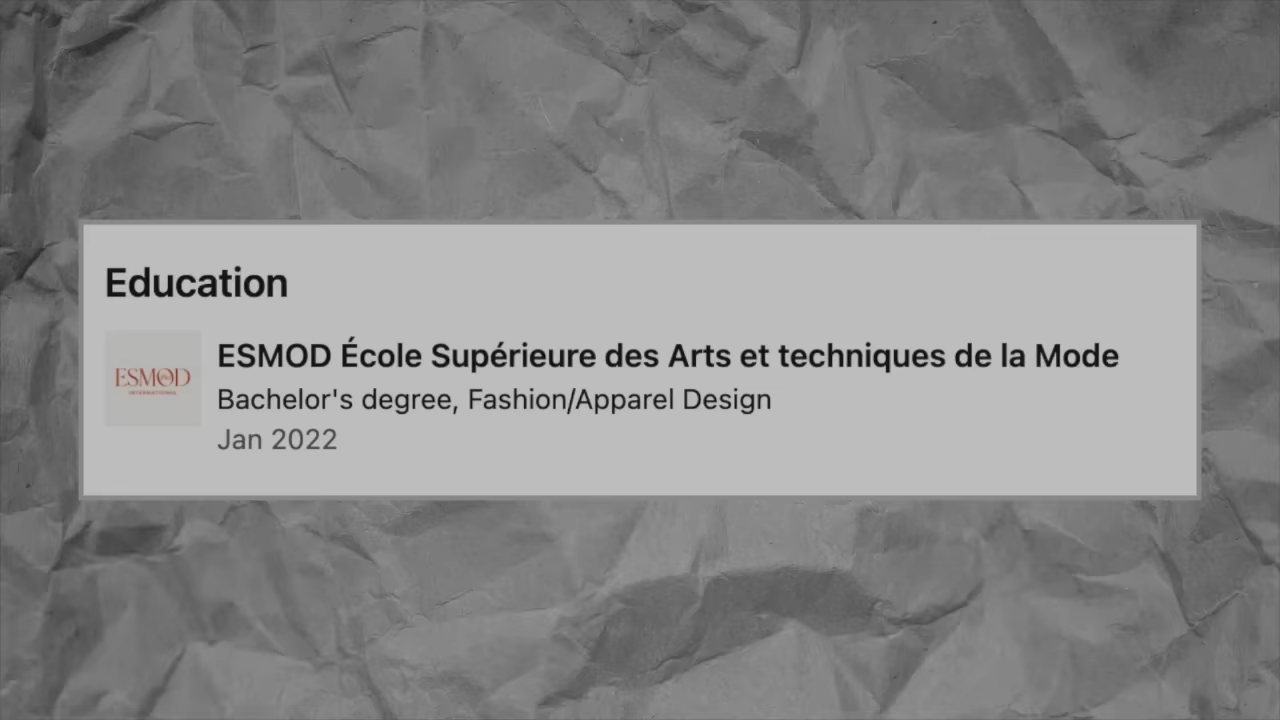 Education
ESMOD
ESMOD École Supérieure des Arts et techniques de la Mode
Bachelor's degree, Fashion/Apparel Design
Jan 2022